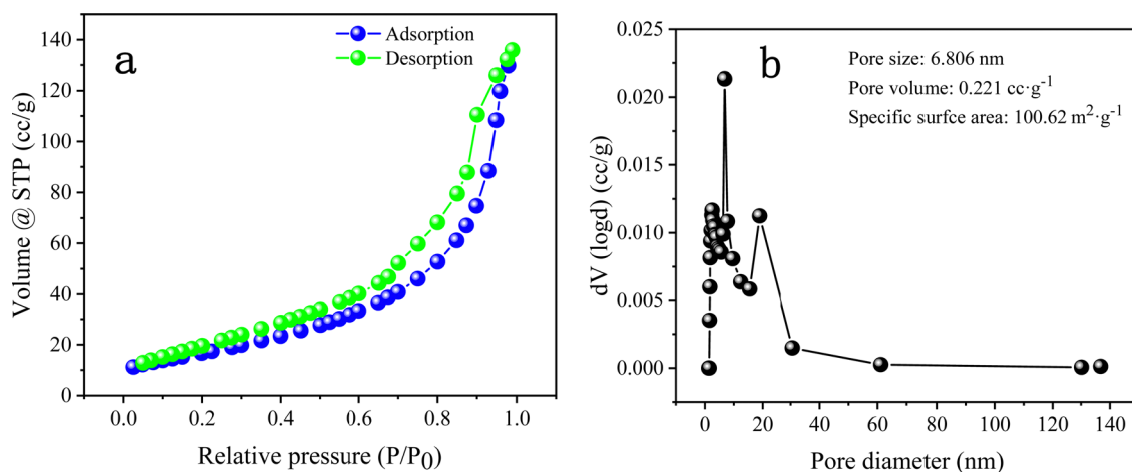 a
Adsorption
Desorption
Volume @ STP (cc/g)
140
120
100
80
60
40
20
0
0.0 0.2 0.4 0.6 0.8 1.0
Relative pressure (P/P₀)
b
Pore size: 6.806 nm
Pore volume: 0.221 cc·g⁻¹
Specific surfce area: 100.62 m²·g⁻¹
dV (logd) (cc/g)
0.025
0.020
0.015
0.010
0.005
0.000
0 20 40 60 80 100 120 140
Pore diameter (nm)